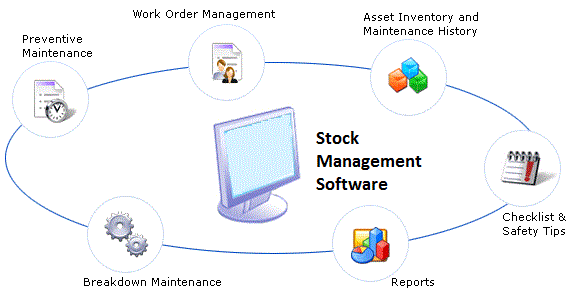 Work Order Management
Asset Inventory and
Maintenance History
Preventive
Maintenance
Stock
Management
Software
Checklist &
Safety Tips
Breakdown Maintenance
Reports